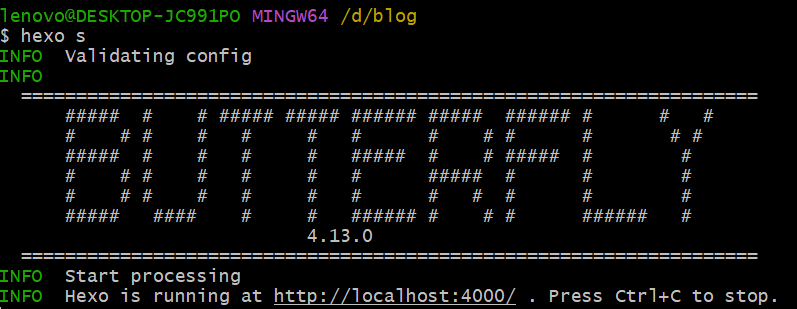 lenovo@DESKTOP-JC991PO MINGW64 /d/blog
$ hexo s
INFO  Validating config
INFO
  ===================================================================
      #####  #    # ##### ##### ###### #####  ###### #      #   #
      #    # #    #   #     #   #      #    # #      #       # #
      #####  #    #   #     #   #####  #    # #####  #        #
      #    # #    #   #     #   #      #####  #      #        #
      #    # #    #   #     #   #      #   #  #      #        #
      #####   ####    #     #   ###### #    # #      ######   #
                            4.13.0
  ===================================================================
INFO  Start processing
INFO  Hexo is running at http://localhost:4000/ . Press Ctrl+C to stop.